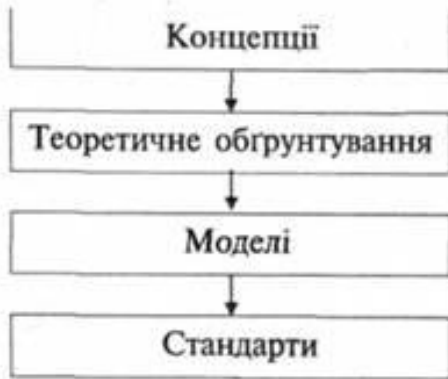 Концепції
Теоретичне обґрунтування
Моделі
Стандарти